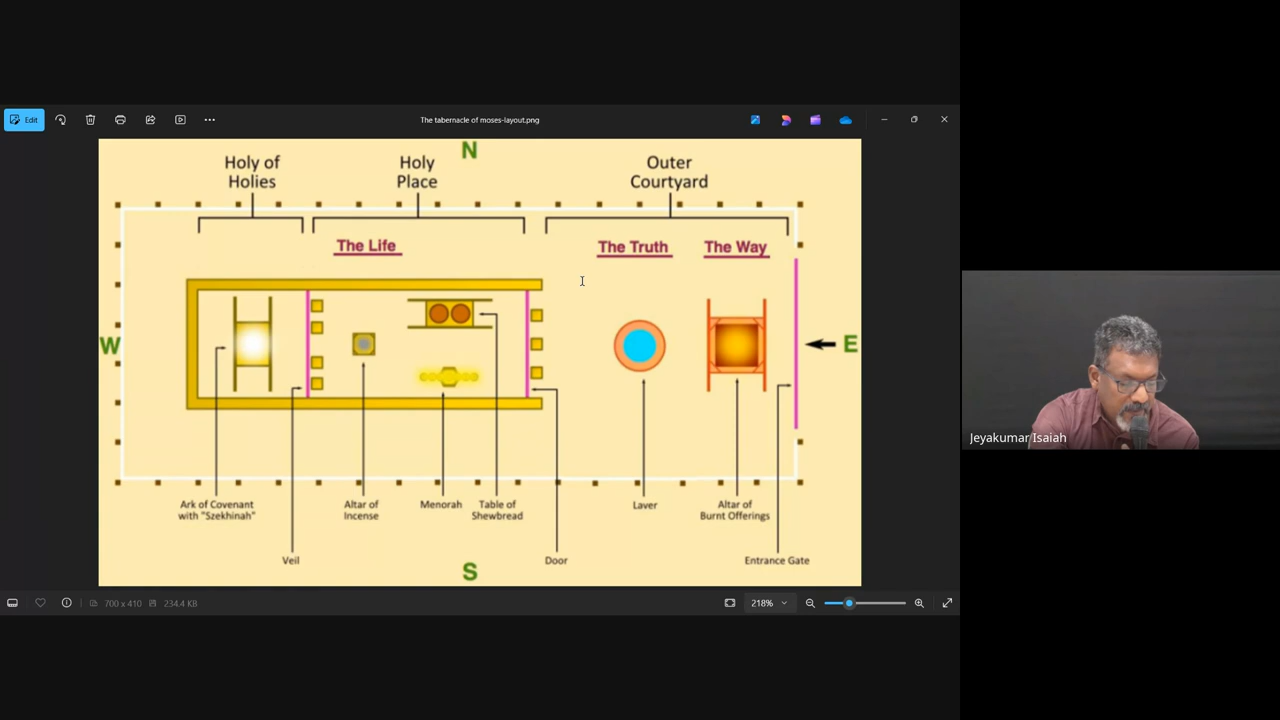 Edit
The tabernacle of moses-layout.png
N
Holy of
Holies
Holy
Place
Outer
Courtyard
The Life
The Truth
The Way
W
E
Ark of Covenant
with "Szekhinah"
Altar of
Incense
Menorah
Table of
Shewbread
Laver
Altar of
Burnt Offerings
Veil
Door
Entrance Gate
S
700 x 410
234.4 KB
218%
Jeyakumar Isaiah